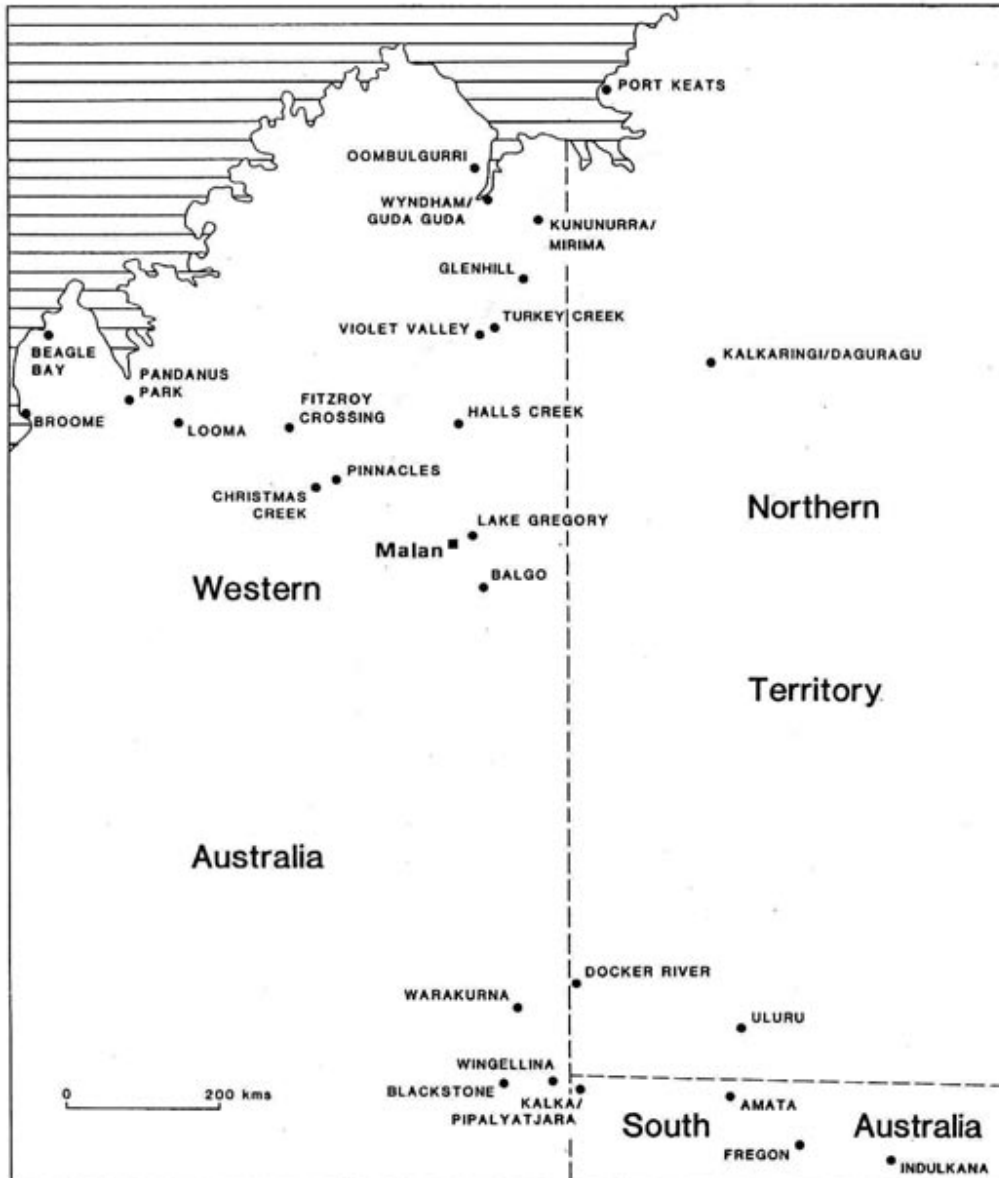 PORT KEATS
OOMBULGURRI
WYNDHAM/
GUDA GUDA
KUNUNURRA/
MIRIMA
GLENHILL
TURKEY CREEK
VIOLET VALLEY
KALKARINGI/DAGURAGU
BEAGLE
BAY
PANDANUS
PARK
FITZROY
CROSSING
HALLS CREEK
BROOME
LOOMA
PINNACLES
CHRISTMAS
CREEK
Northern
LAKE GREGORY
Malan
BALGO
Western
Territory
Australia
DOCKER RIVER
WARAKURNA
ULURU
WINGELLINA
BLACKSTONE
KALKA/
PIPALYATJARA
0 200 kms
AMATA
South Australia
FREGON
INDULKANA